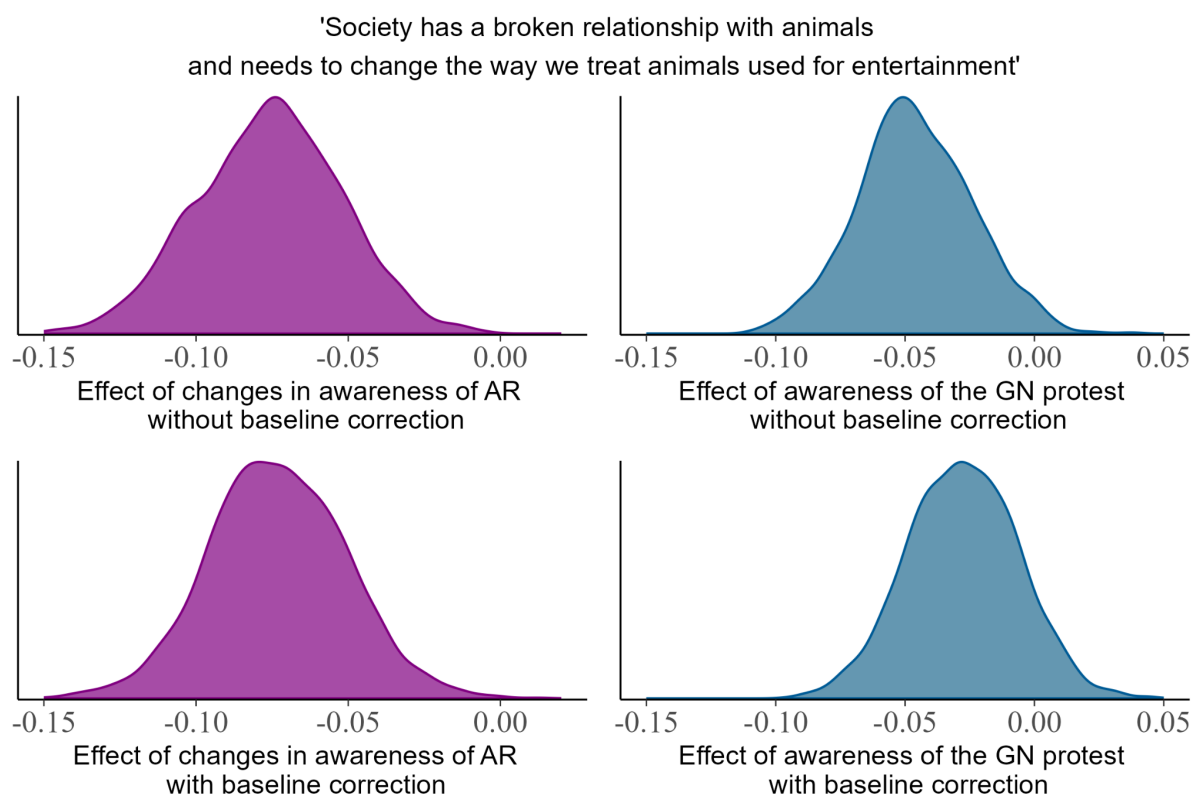 'Society has a broken relationship with animals
and needs to change the way we treat animals used for entertainment'
-0.15 -0.10 -0.05 0.00
Effect of changes in awareness of AR
without baseline correction
-0.15 -0.10 -0.05 0.00 0.05
Effect of awareness of the GN protest
without baseline correction
-0.15 -0.10 -0.05 0.00
Effect of changes in awareness of AR
with baseline correction
-0.15 -0.10 -0.05 0.00 0.05
Effect of awareness of the GN protest
with baseline correction